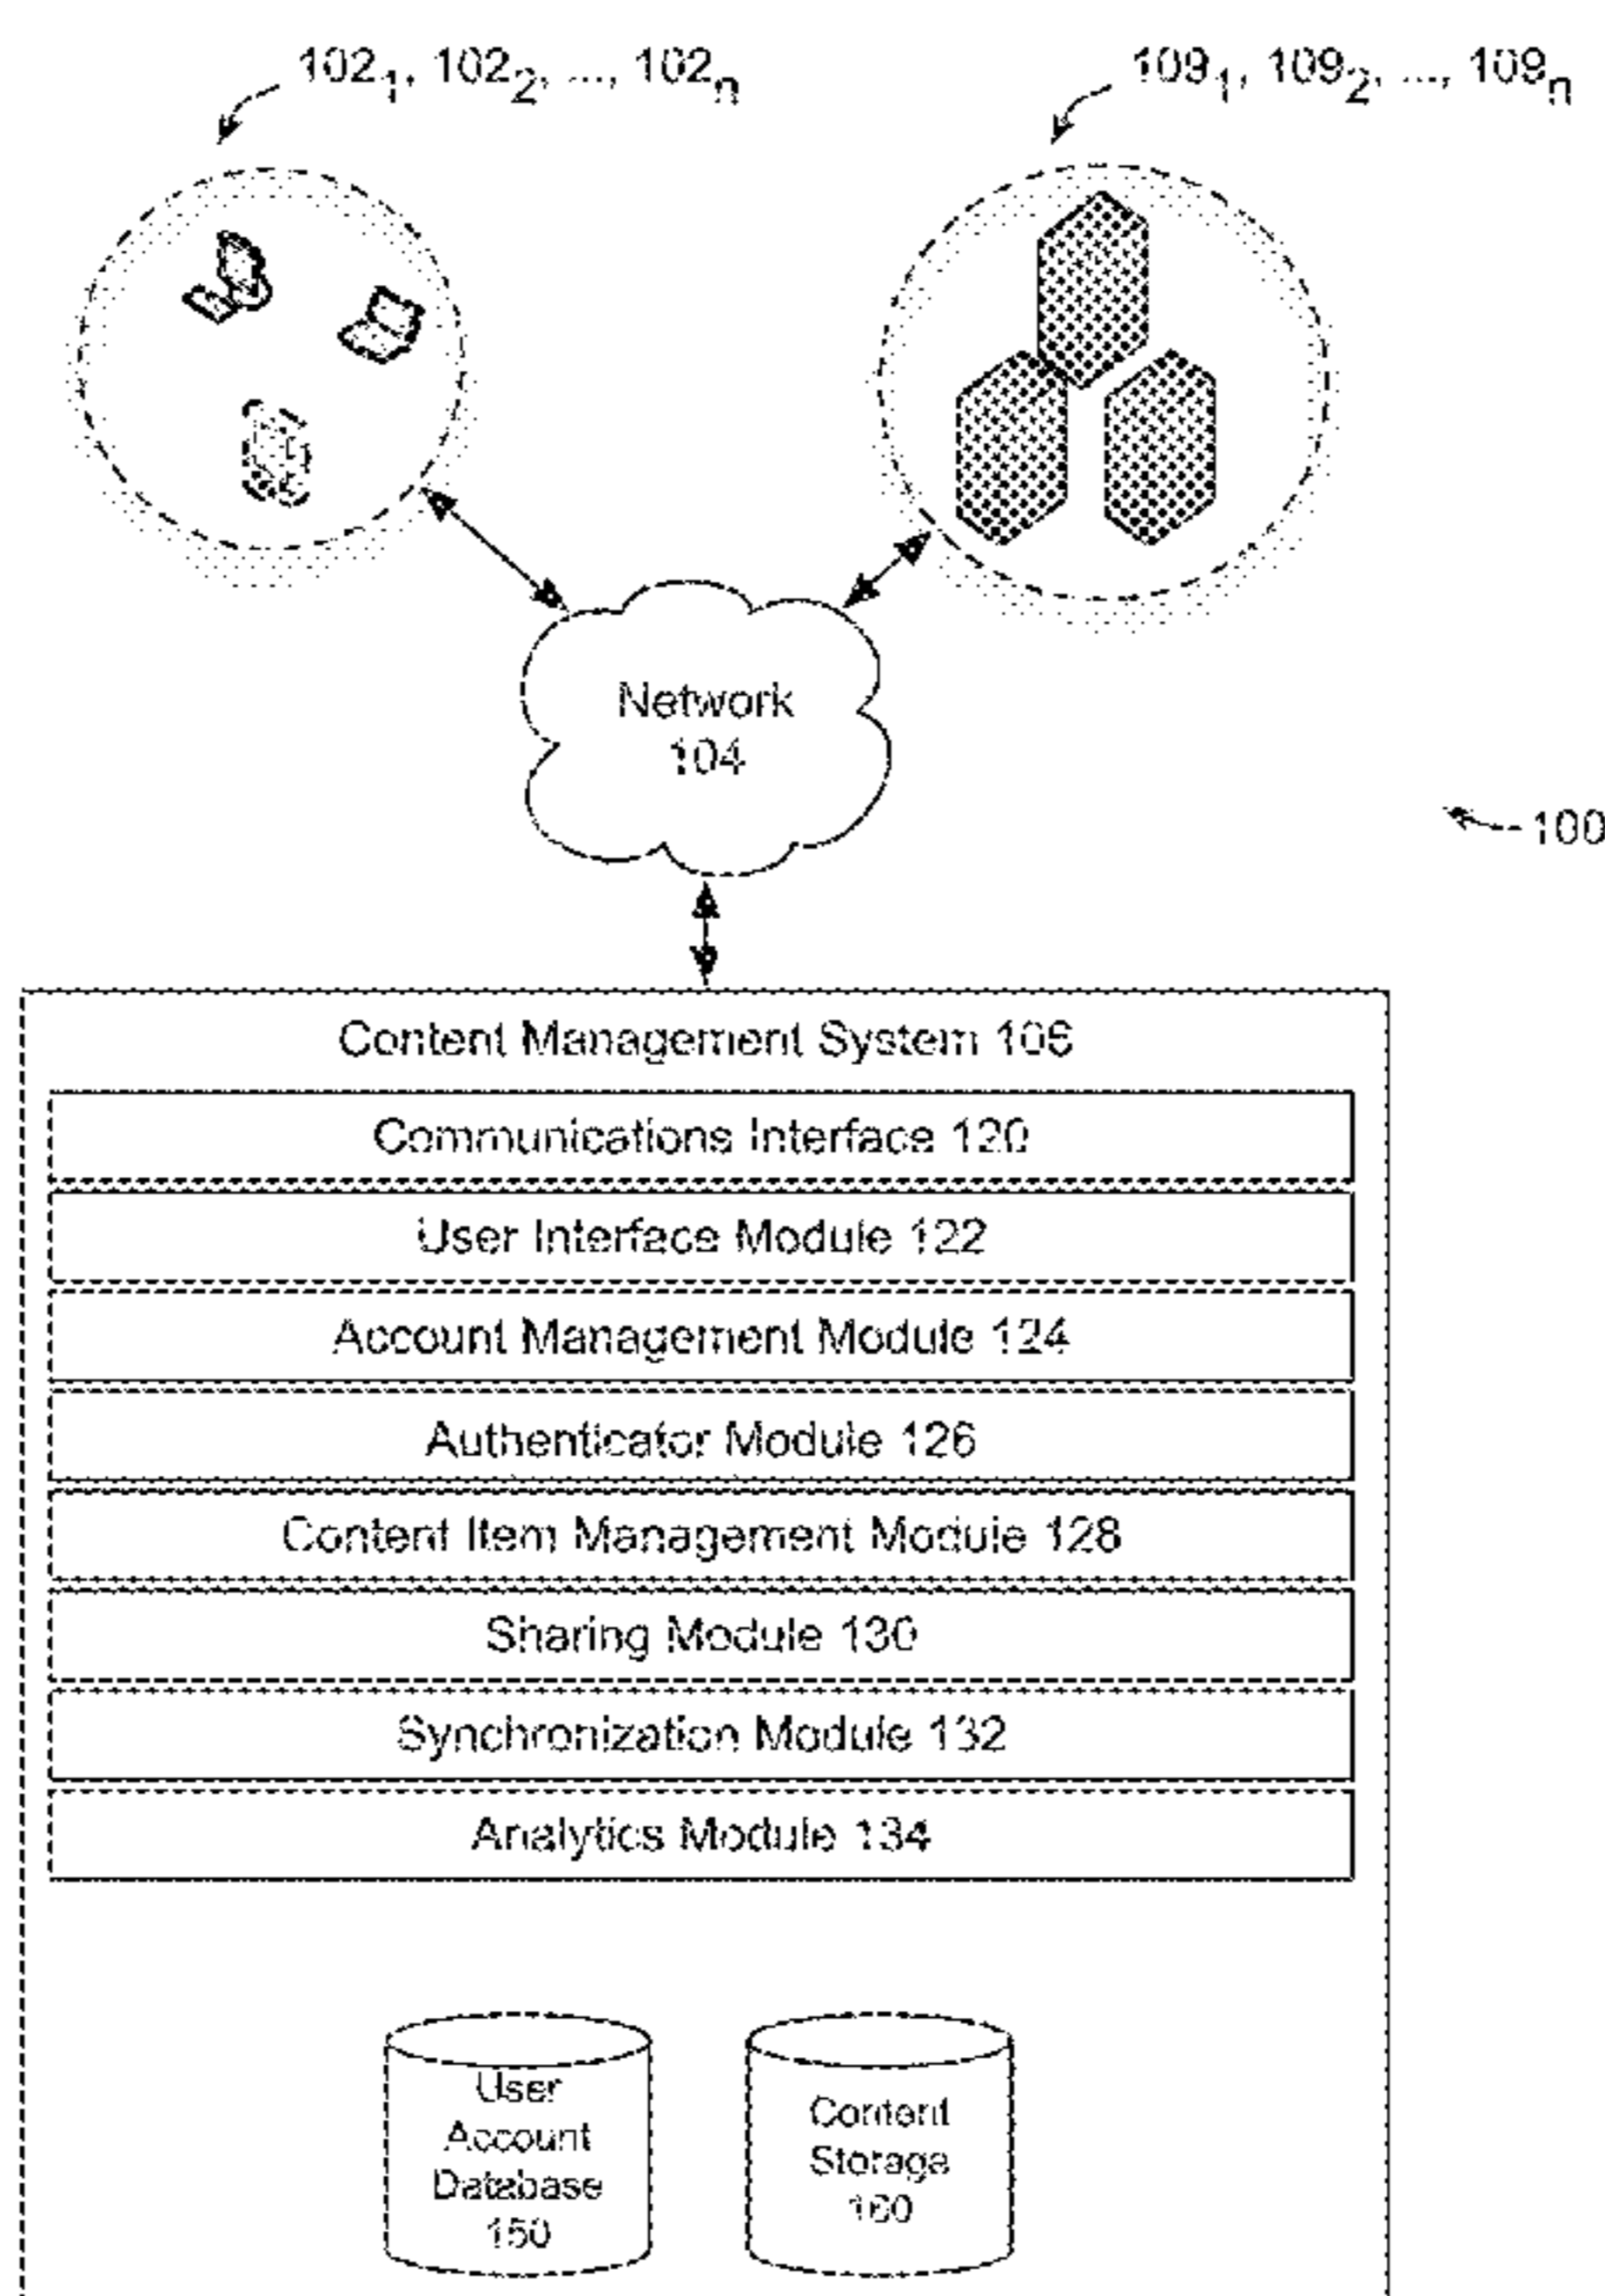 102₁, 102₂, ..., 102ₙ
109₁, 109₂, ..., 109ₙ
Network
104
100
Content Management System 106
Communications Interface 120
User Interface Module 122
Account Management Module 124
Authenticator Module 126
Content Item Management Module 128
Sharing Module 130
Synchronization Module 132
Analytics Module 134
User
Account
Database
150
Content
Storage
160